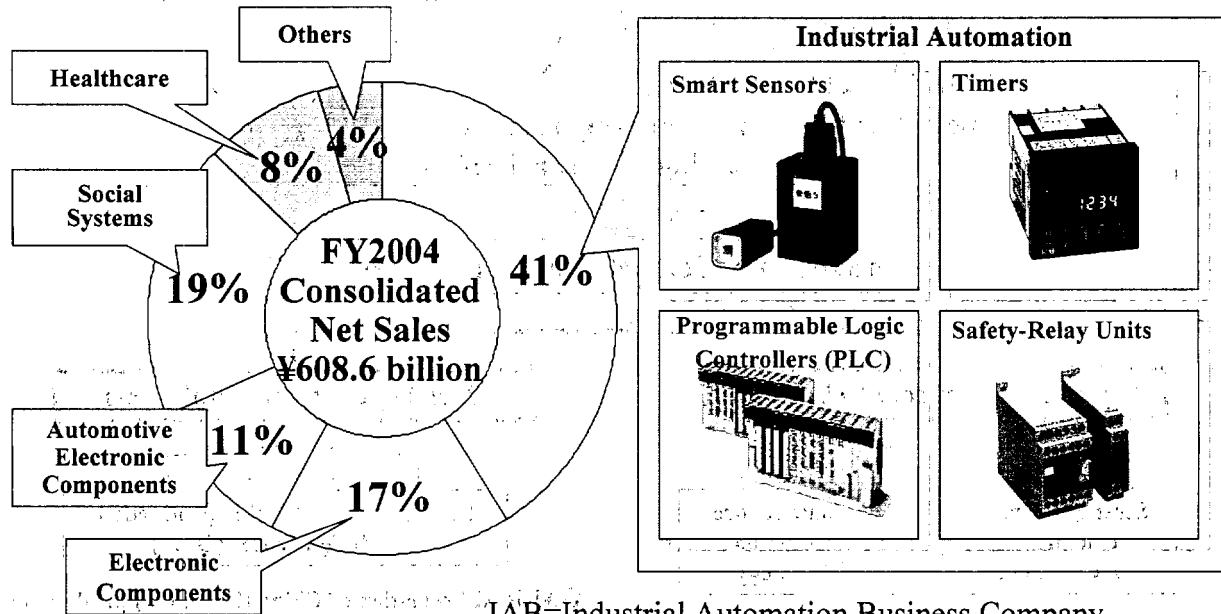 Others
Healthcare
Social
Systems
Automotive
Electronic
Components
Electronic
Components
4%
8%
19%
11%
17%
41%
FY2004
Consolidated
Net Sales
¥608.6 billion
Industrial Automation
Smart Sensors
Timers
1234
Programmable Logic
Controllers (PLC)
Safety-Relay Units
IAB=Industrial Automation Business Company